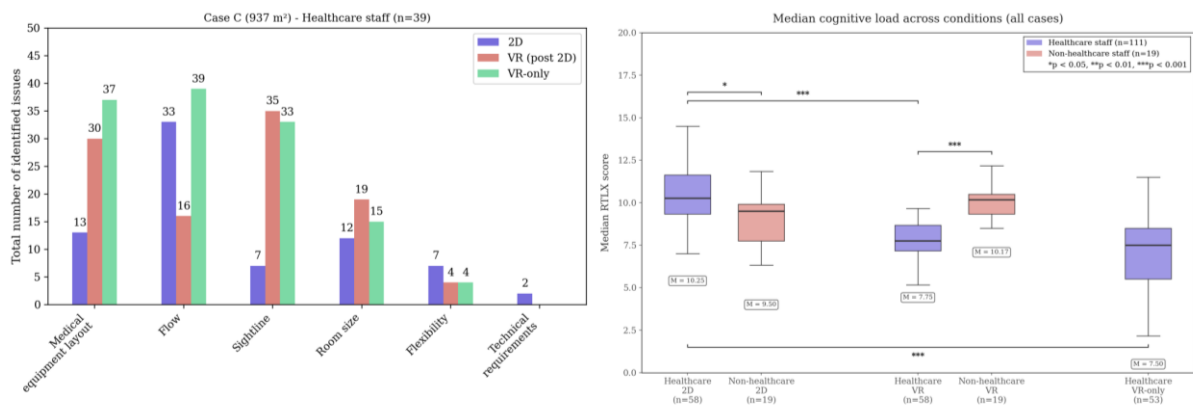 Case C (937 m²) - Healthcare staff (n=39)
Total number of identified issues
50
45
40
35
30
25
20
15
10
5
0
2D
VR (post 2D)
VR-only
13
30
37
33
16
39
7
35
33
12
19
15
7
4
4
2
Medical
equipment layout
Flow
Sightline
Room size
Flexibility
Technical
requirements
Median cognitive load across conditions (all cases)
Median RTLX score
20.0
17.5
15.0
12.5
10.0
7.5
5.0
2.5
0.0
Healthcare staff (n=111)
Non-healthcare staff (n=19)
*p < 0.05, **p < 0.01, ***p < 0.001
*
***
***
***
M = 10.25
M = 9.50
M = 7.75
M = 10.17
M = 7.50
Healthcare
2D
(n=58)
Non-healthcare
2D
(n=19)
Healthcare
VR
(n=58)
Non-healthcare
VR
(n=19)
Healthcare
VR-only
(n=53)